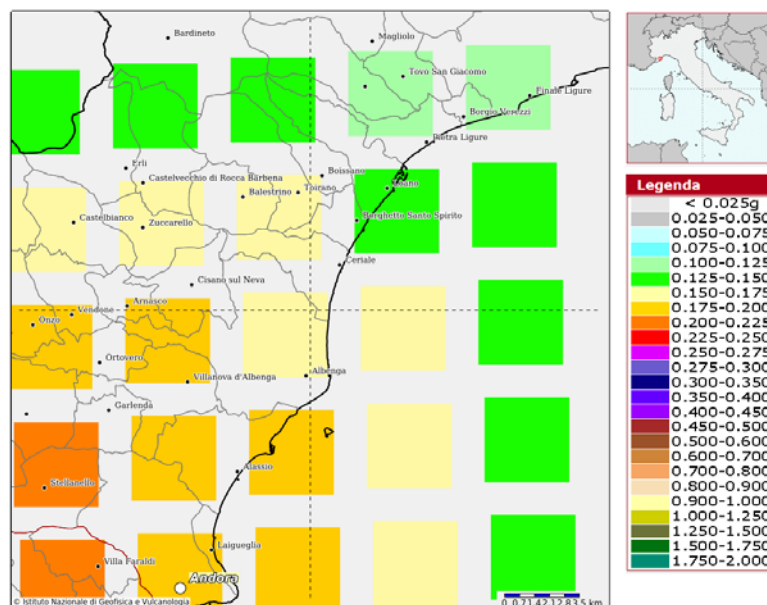 Bardineto
Magliolo
Tovo San Giacomo
Finale Ligure
Borgio Verezzi
Pietra Ligure
Erli
Castelvecchio di Rocca Barbena
Boissano
Balestrino
Toirano
Loano
Castelbianco
Zuccarello
Borghetto Santo Spirito
Ceriale
Cisano sul Neva
Arnasco
Vendone
Onzo
Ortovero
Villanova d'Albenga
Albenga
Garlenda
Alassio
Stellanello
Laigueglia
Villa Faraldi
Andora
© Istituto Nazionale di Geofisica e Vulcanologia
0 0.71.42.12.83.5 km
Legenda
< 0.025g
0.025-0.050
0.050-0.075
0.075-0.100
0.100-0.125
0.125-0.150
0.150-0.175
0.175-0.200
0.200-0.225
0.225-0.250
0.250-0.275
0.275-0.300
0.300-0.350
0.350-0.400
0.400-0.450
0.450-0.500
0.500-0.600
0.600-0.700
0.700-0.800
0.800-0.900
0.900-1.000
1.000-1.250
1.250-1.500
1.500-1.750
1.750-2.000